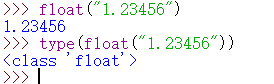 >>> float("1.23456")
1.23456
>>> type(float("1.23456"))
<class 'float'>
>>>